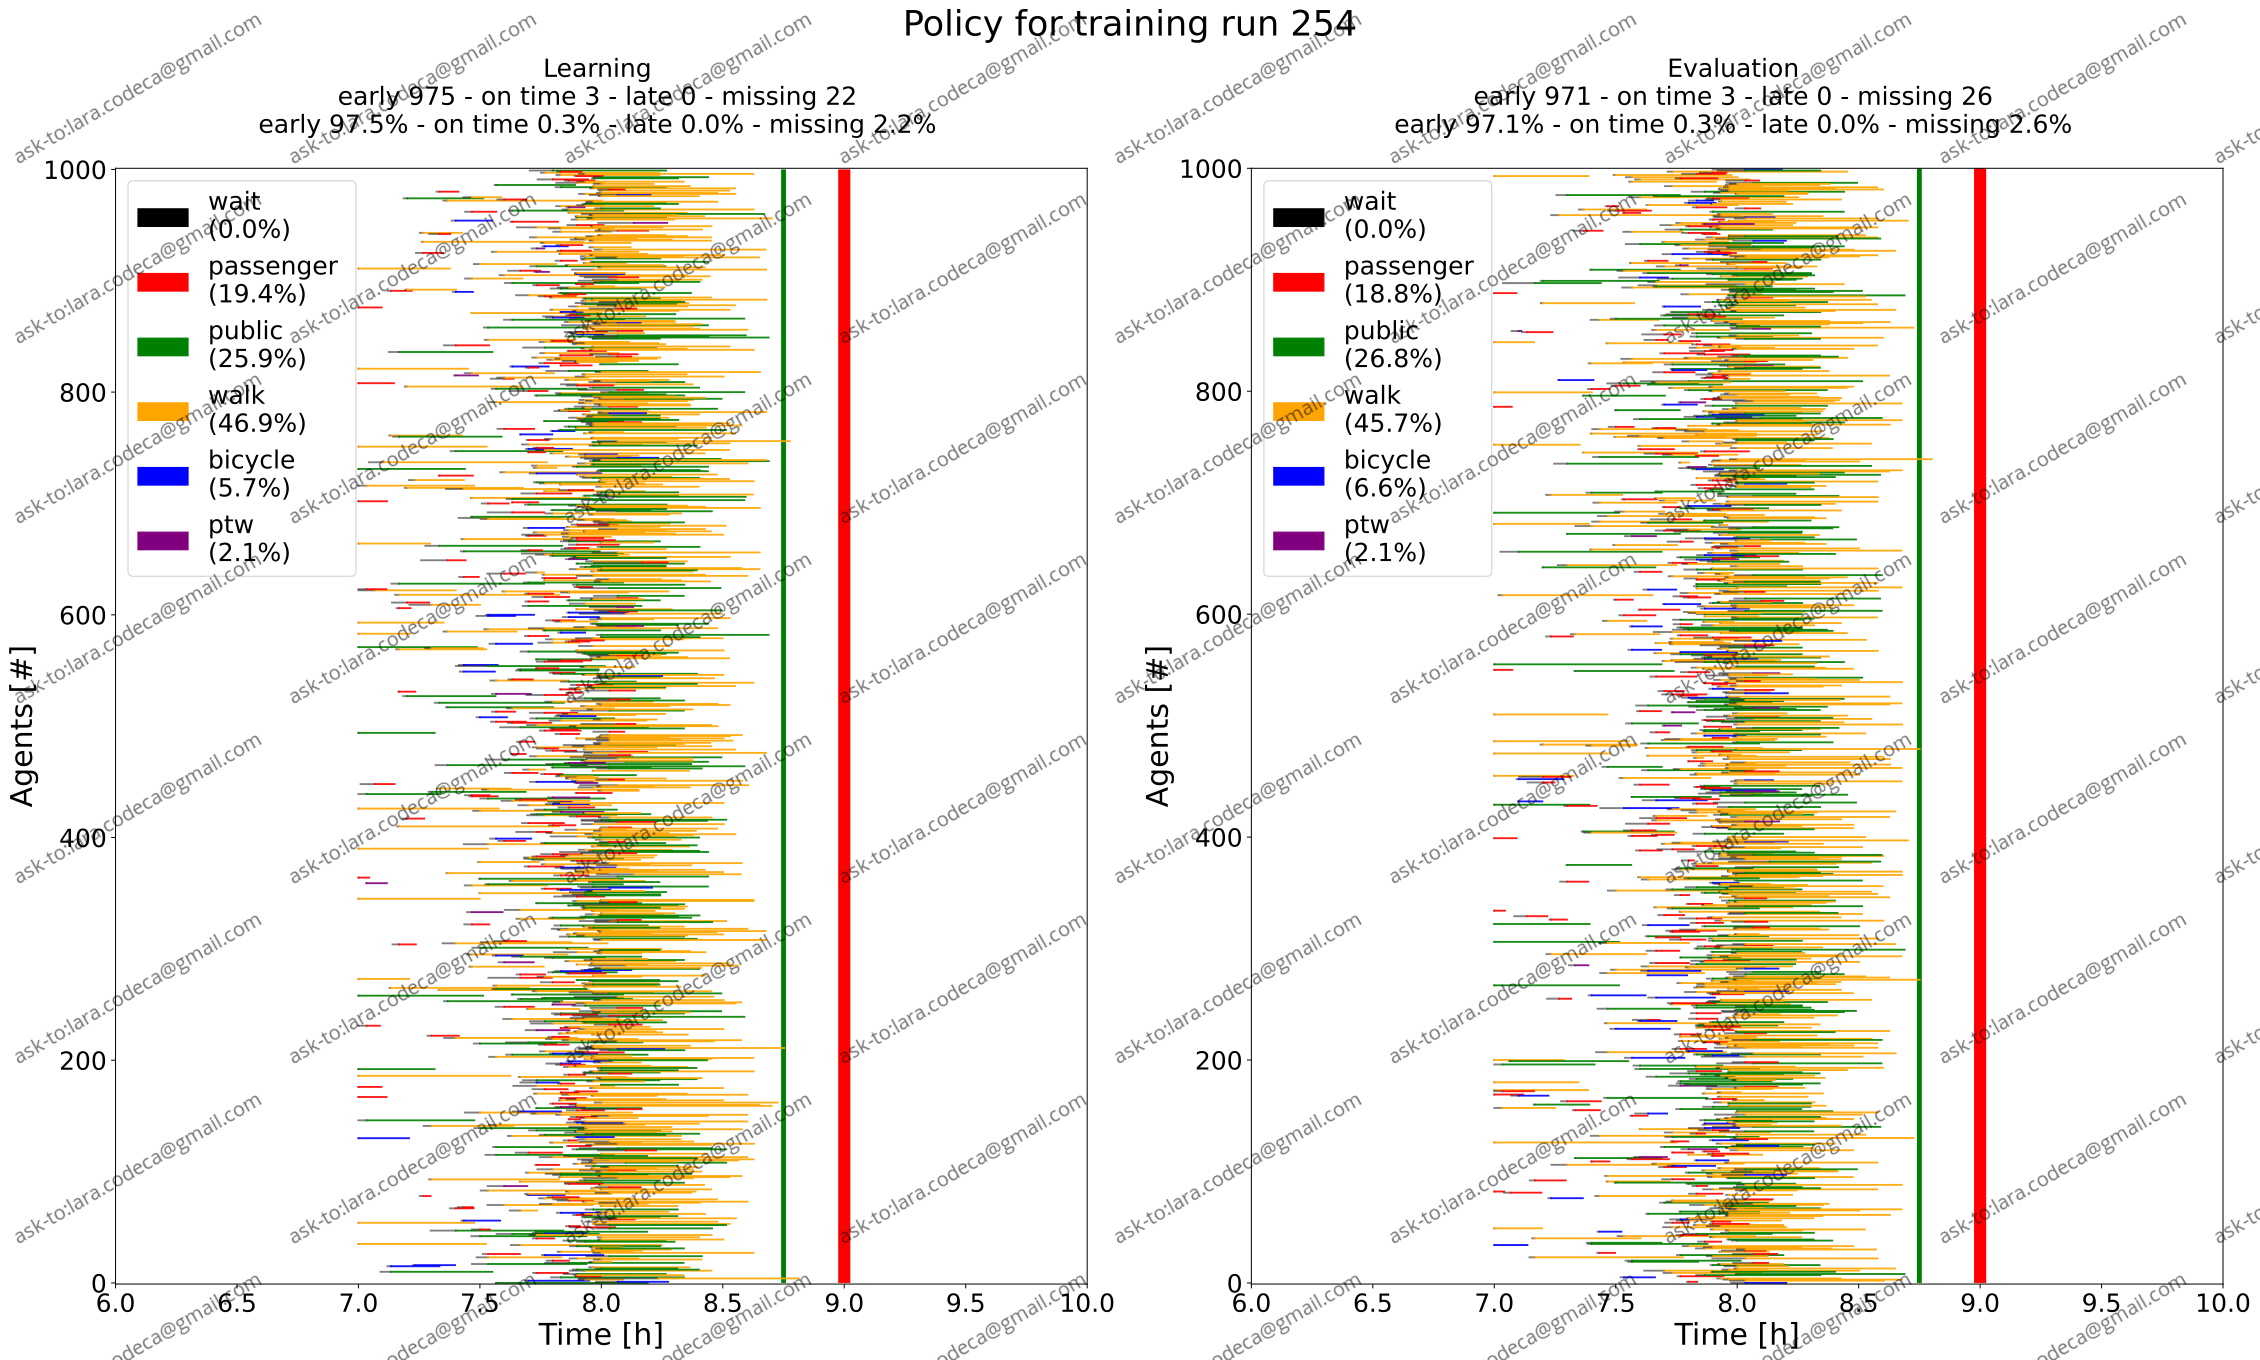 Policy for training run 254
Learning
early 975 - on time 3 - late 0 - missing 22
early 97.5% - on time 0.3% - late 0.0% - missing 2.2%
1000
800
600
400
200
0
Agents [#]
wait
(0.0%)
passenger
(19.4%)
public
(25.9%)
walk
(46.9%)
bicycle
(5.7%)
ptw
(2.1%)
6.0 6.5 7.0 7.5 8.0 8.5 9.0 9.5 10.0
Time [h]
Evaluation
early 971 - on time 3 - late 0 - missing 26
early 97.1% - on time 0.3% - late 0.0% - missing 2.6%
1000
800
600
400
200
0
Agents [#]
wait
(0.0%)
passenger
(18.8%)
public
(26.8%)
walk
(45.7%)
bicycle
(6.6%)
ptw
(2.1%)
6.0 6.5 7.0 7.5 8.0 8.5 9.0 9.5 10.0
Time [h]
ask-to:lara.codeca@gmail.com